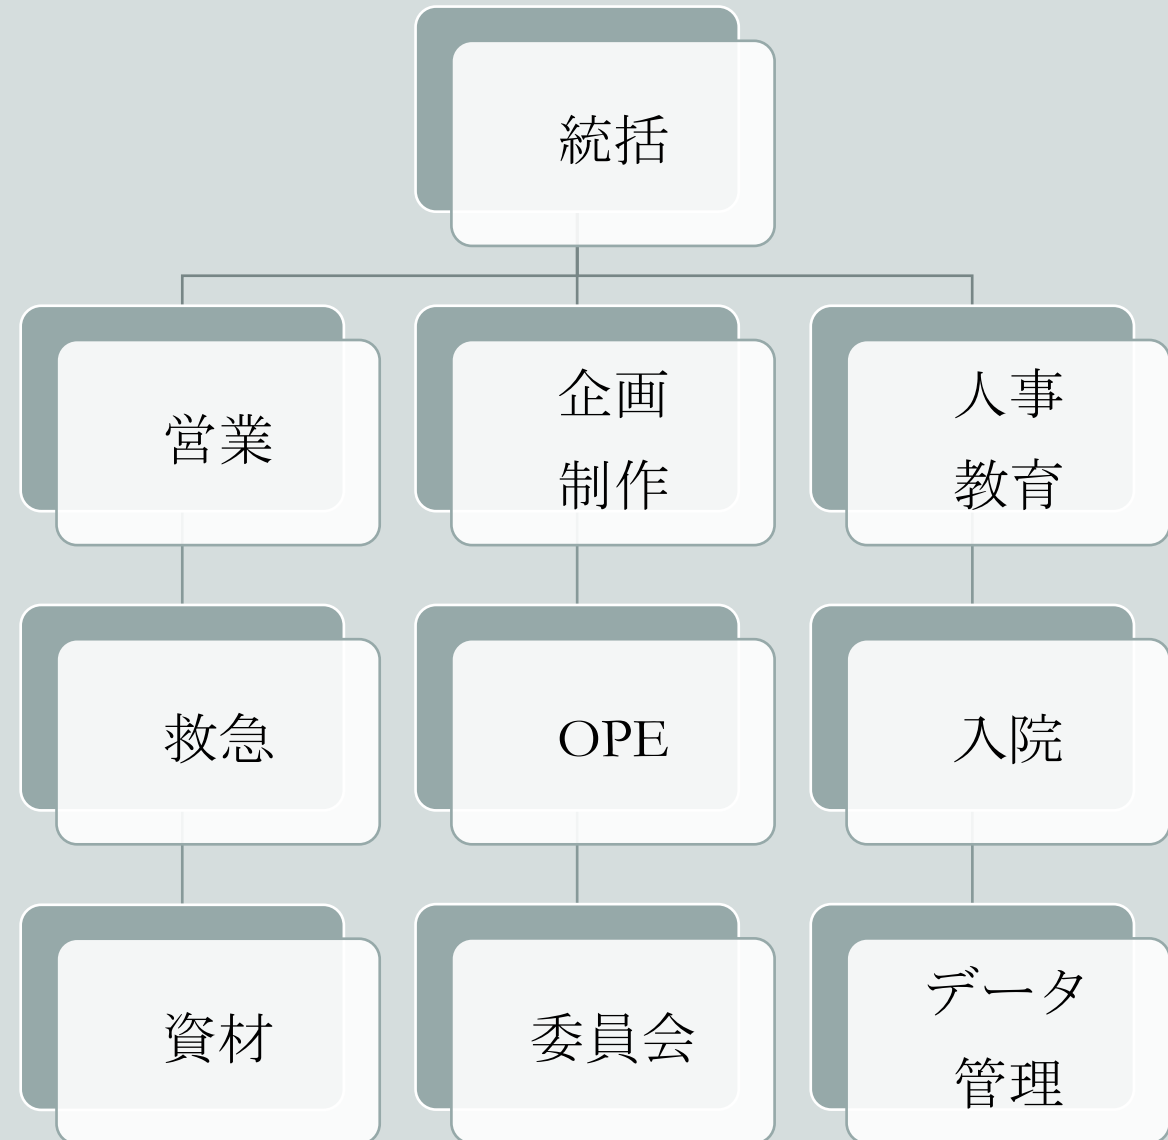 統括
営業
企画
制作
人事
教育
救急
OPE
入院
資材
委員会
データ
管理